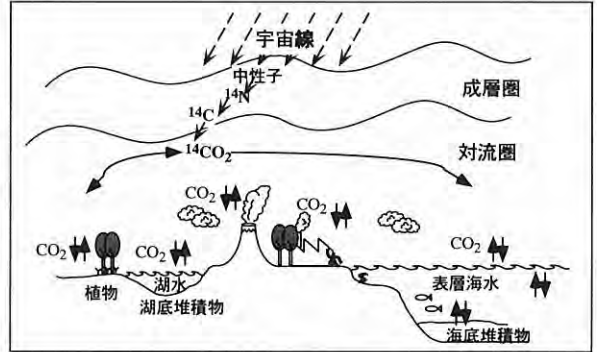 宇宙線
中性子
成層圏
¹⁴N
¹⁴C
¹⁴CO₂
対流圏
CO₂
CO₂
CO₂
CO₂
CO₂
湖水
表層海水
植物
湖底堆積物
海底堆積物